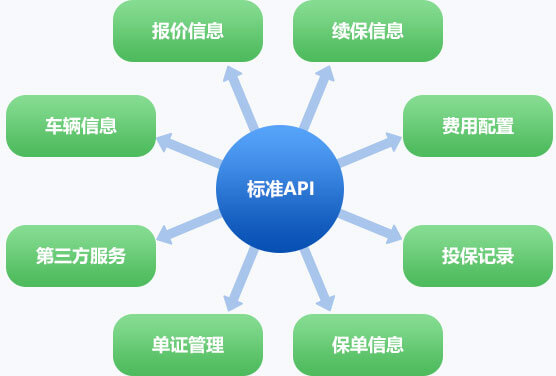 报价信息
续保信息
车辆信息
费用配置
标准API
第三方服务
投保记录
单证管理
保单信息